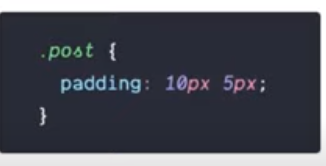 .post {
  padding: 10px 5px;
}